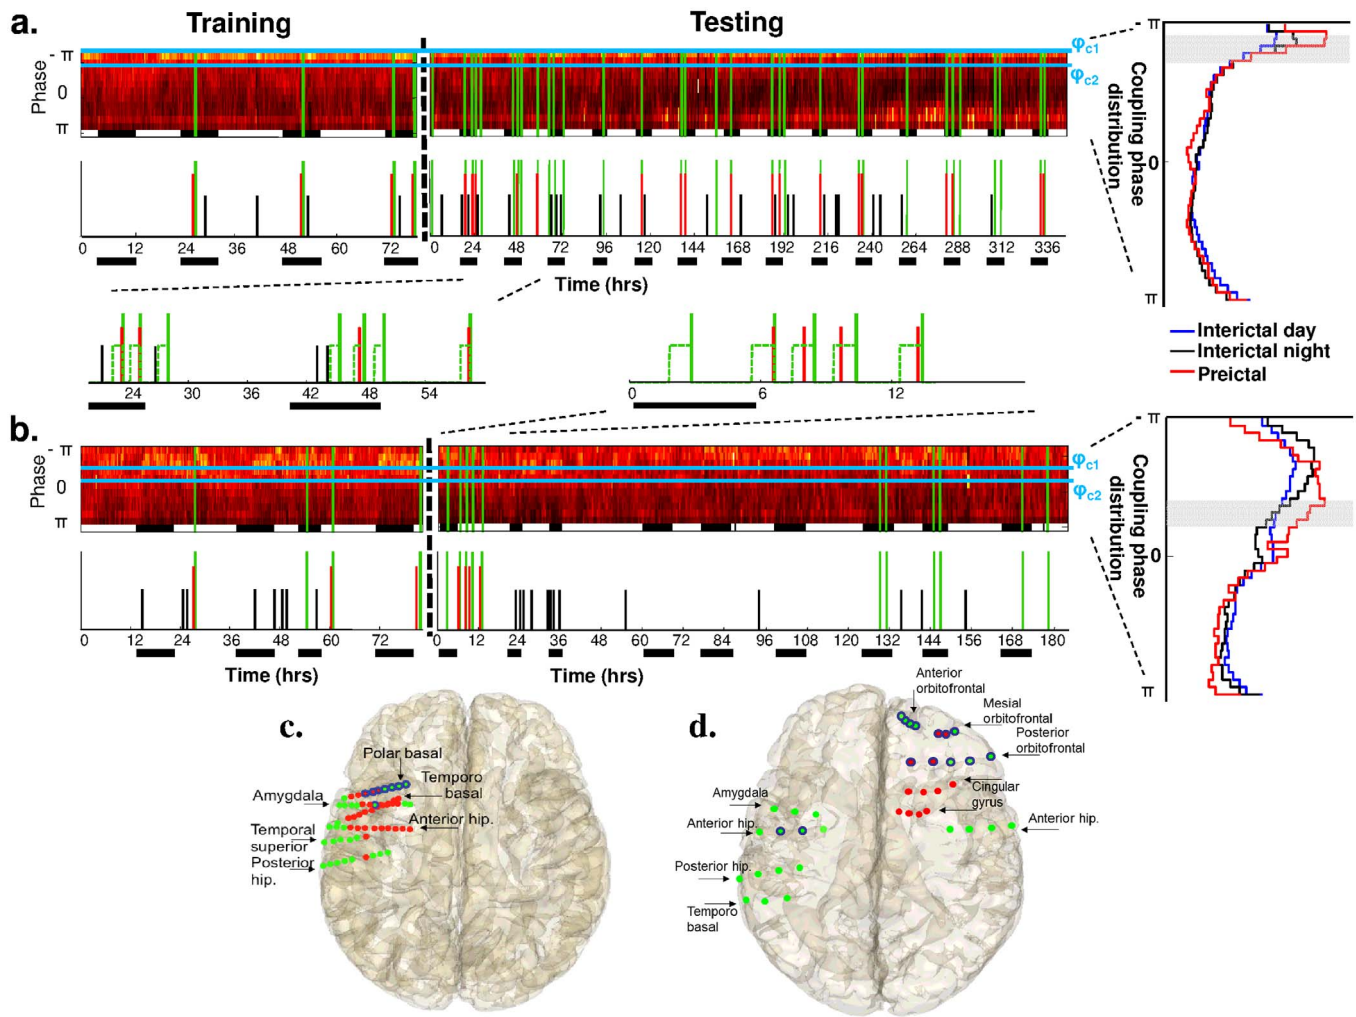 a.
Training
Testing
- π
0
π
Phase
φc1
φc2
0 12 24 36 48 60 72
0 24 48 72 96 120 144 168 192 216 240 264 288 312 336
Time (hrs)
- π
0
π
Coupling phase
distribution
Interictal day
Interictal night
Preictal
24 30 36 42 48 54
0 6 12
b.
- π
0
π
Phase
φc1
φc2
0 12 24 36 48 60 72
0 12 24 36 48 60 72 84 96 108 120 132 144 156 168 180
Time (hrs)
Time (hrs)
- π
0
π
Coupling phase
distribution
c.
Polar basal
Temporo
basal
Amygdala
Anterior hip.
Temporal
superior
Posterior
hip.
d.
Anterior
orbitofrontal
Mesial
orbitofrontal
Posterior
orbitofrontal
Cingular
gyrus
Amygdala
Anterior hip.
Anterior hip.
Posterior hip.
Temporo
basal